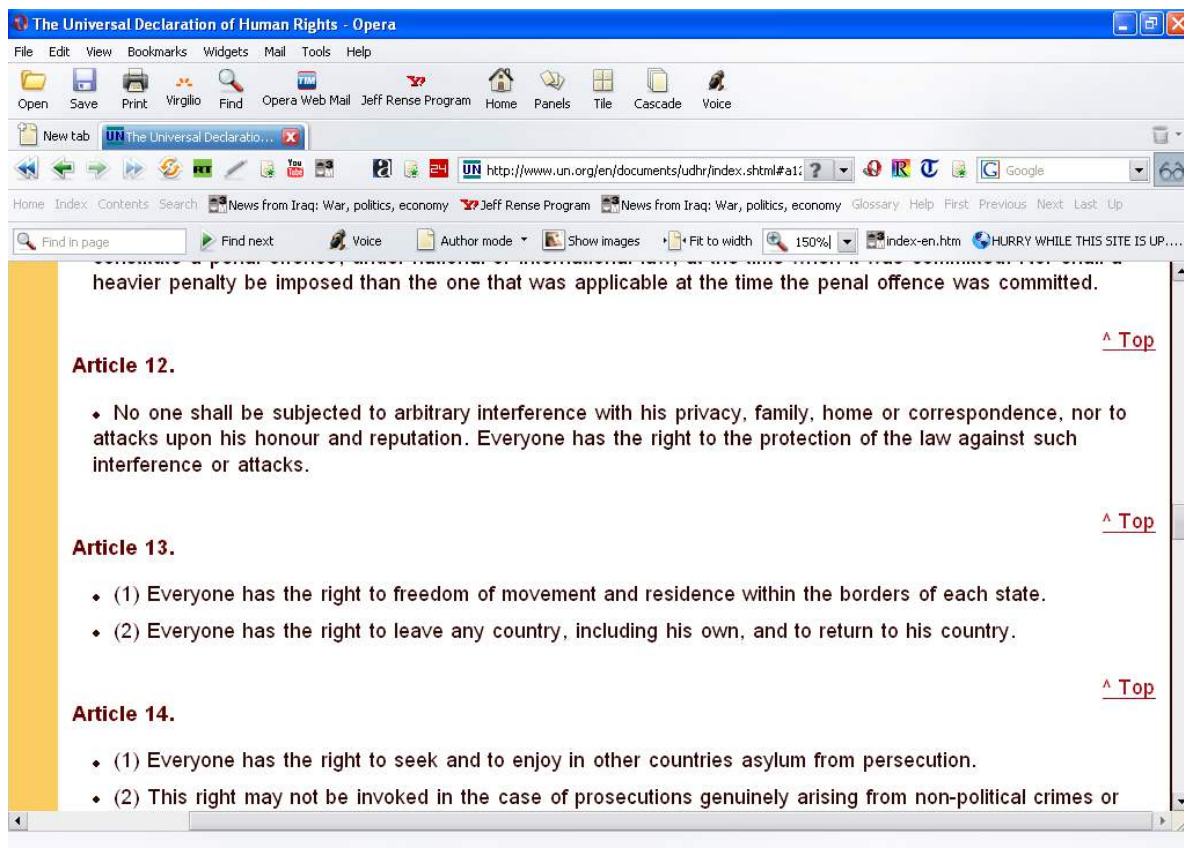 The Universal Declaration of Human Rights - Opera
File Edit View Bookmarks Widgets Mail Tools Help
Open Save Print Virgilio Find Opera Web Mail Jeff Rense Program Home Panels Tile Cascade Voice
New tab UN The Universal Declaratio...
You Tube 24 UN http://www.un.org/en/documents/udhr/index.shtml#a12 ? G Google
Home Index Contents Search News from Iraq: War, politics, economy Jeff Rense Program News from Iraq: War, politics, economy Glossary Help First Previous Next Last Up
Find in page Find next Voice Author mode Show images Fit to width 150% index-en.htm HURRY WHILE THIS SITE IS UP....
heavier penalty be imposed than the one that was applicable at the time the penal offence was committed.
^ Top
Article 12.
• No one shall be subjected to arbitrary interference with his privacy, family, home or correspondence, nor to
attacks upon his honour and reputation. Everyone has the right to the protection of the law against such
interference or attacks.
^ Top
Article 13.
• (1) Everyone has the right to freedom of movement and residence within the borders of each state.
• (2) Everyone has the right to leave any country, including his own, and to return to his country.
^ Top
Article 14.
• (1) Everyone has the right to seek and to enjoy in other countries asylum from persecution.
• (2) This right may not be invoked in the case of prosecutions genuinely arising from non-political crimes or